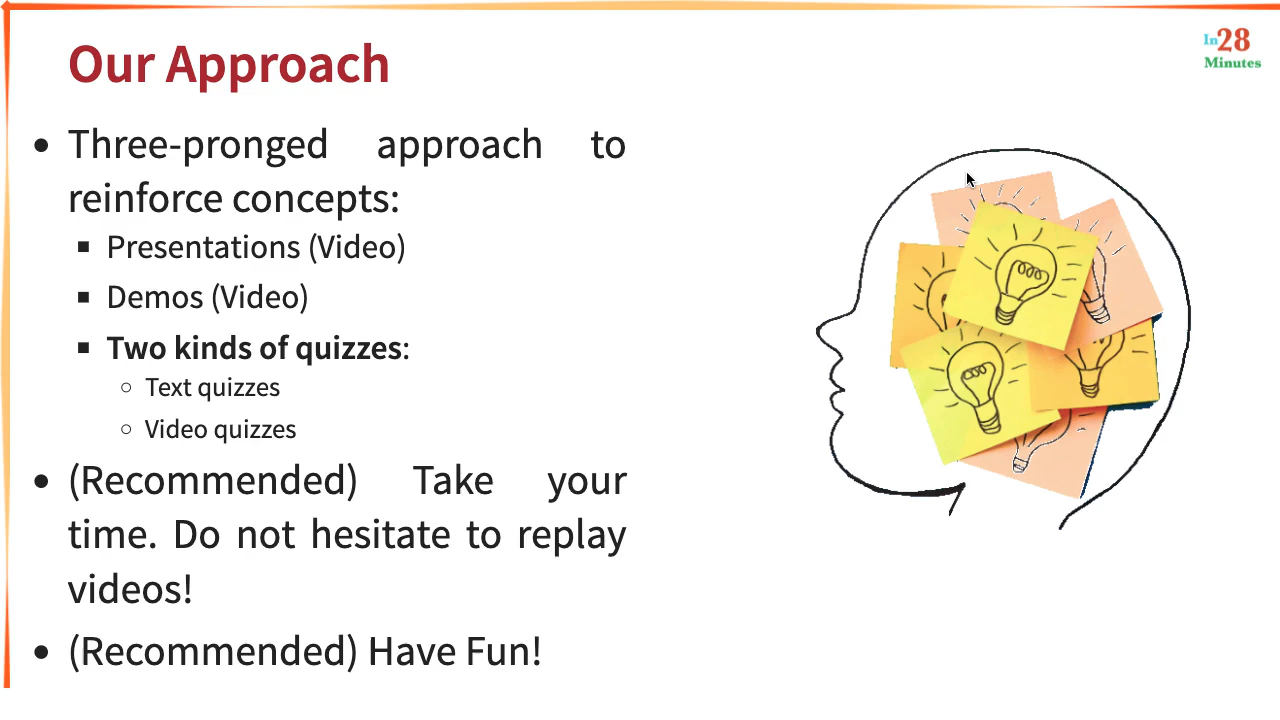 Our Approach
In28
Minutes
• Three-pronged approach to
reinforce concepts:
▪ Presentations (Video)
▪ Demos (Video)
▪ Two kinds of quizzes:
○ Text quizzes
○ Video quizzes
• (Recommended) Take your
time. Do not hesitate to replay
videos!
• (Recommended) Have Fun!